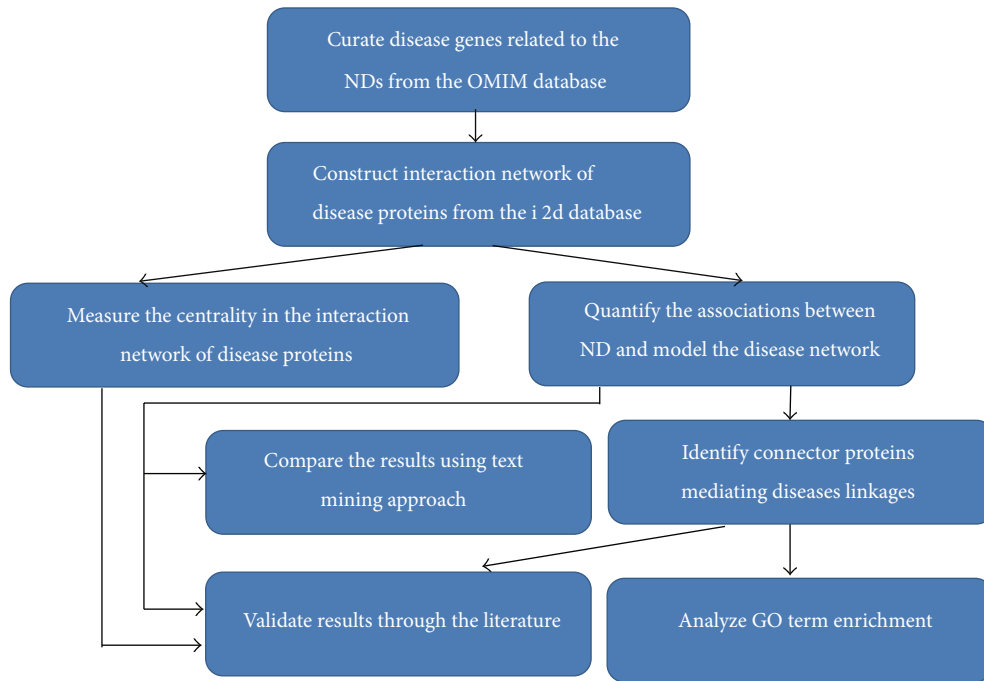 Curate disease genes related to the
NDs from the OMIM database
Construct interaction network of
disease proteins from the i 2d database
Measure the centrality in the interaction
network of disease proteins
Quantify the associations between
ND and model the disease network
Compare the results using text
mining approach
Identify connector proteins
mediating diseases linkages
Validate results through the literature
Analyze GO term enrichment